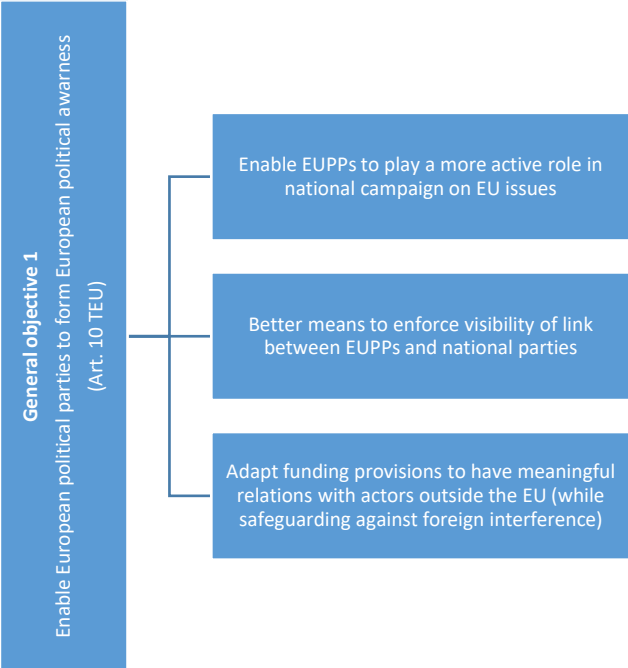 General objective 1
Enable European political parties to form European political awarness
(Art. 10 TEU)
Enable EUPPs to play a more active role in
national campaign on EU issues
Better means to enforce visibility of link
between EUPPs and national parties
Adapt funding provisions to have meaningful
relations with actors outside the EU (while
safeguarding against foreign interference)